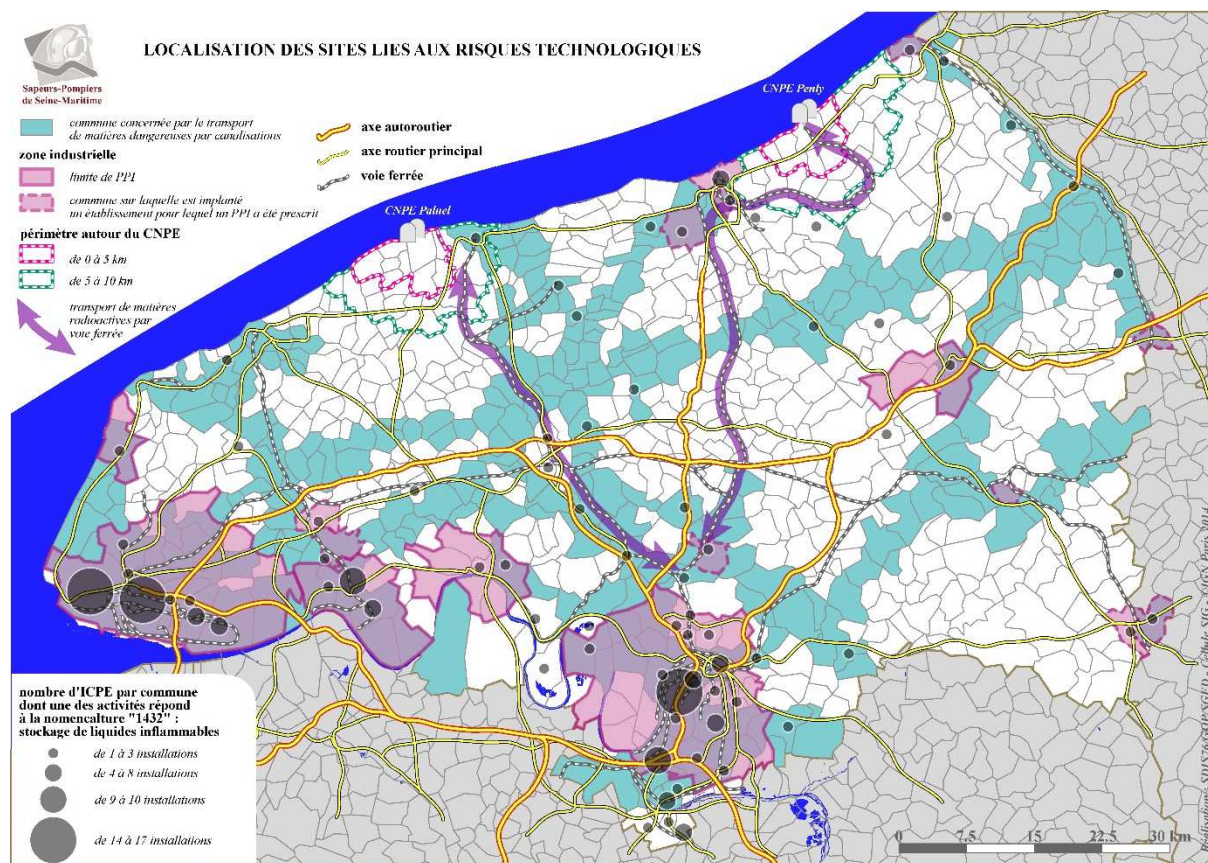 LOCALISATION DES SITES LIES AUX RISQUES TECHNOLOGIQUES
Sapeurs-Pompiers
de Seine-Maritime
commune concernée par le transport
de matières dangereuses par canalisations
zone industrielle
limite de PPI
commune sur laquelle est implanté
un établissement pour lequel un PPI a été prescrit
périmètre autour du CNPE
de 0 à 5 km
de 5 à 10 km
transport de matières
radioactives par
voie ferrée
axe autoroutier
axe routier principal
voie ferrée
CNPE Penly
CNPE Paluel
nombre d'ICPE par commune
dont une des activités répond
à la nomenclature "1432" :
stockage de liquides inflammables
de 1 à 3 installations
de 4 à 8 installations
de 9 à 10 installations
de 14 à 17 installations
0 7,5 15 22,5 30 km